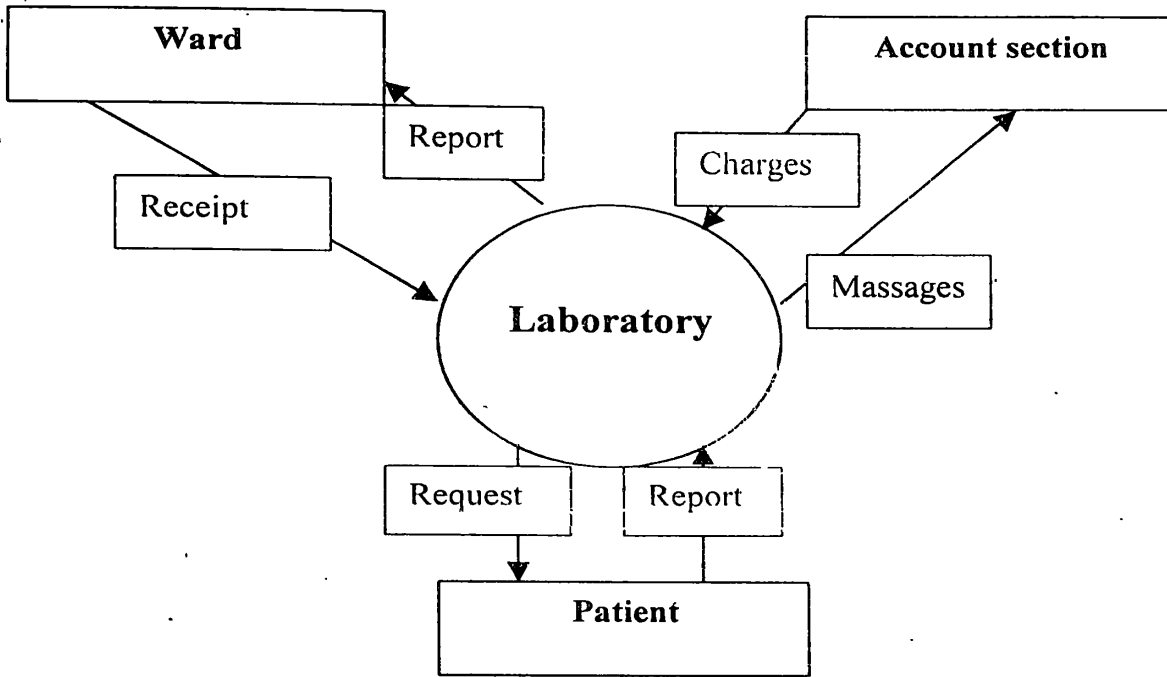 Ward
Account section
Report
Charges
Receipt
Massages
Laboratory
Request
Report
Patient